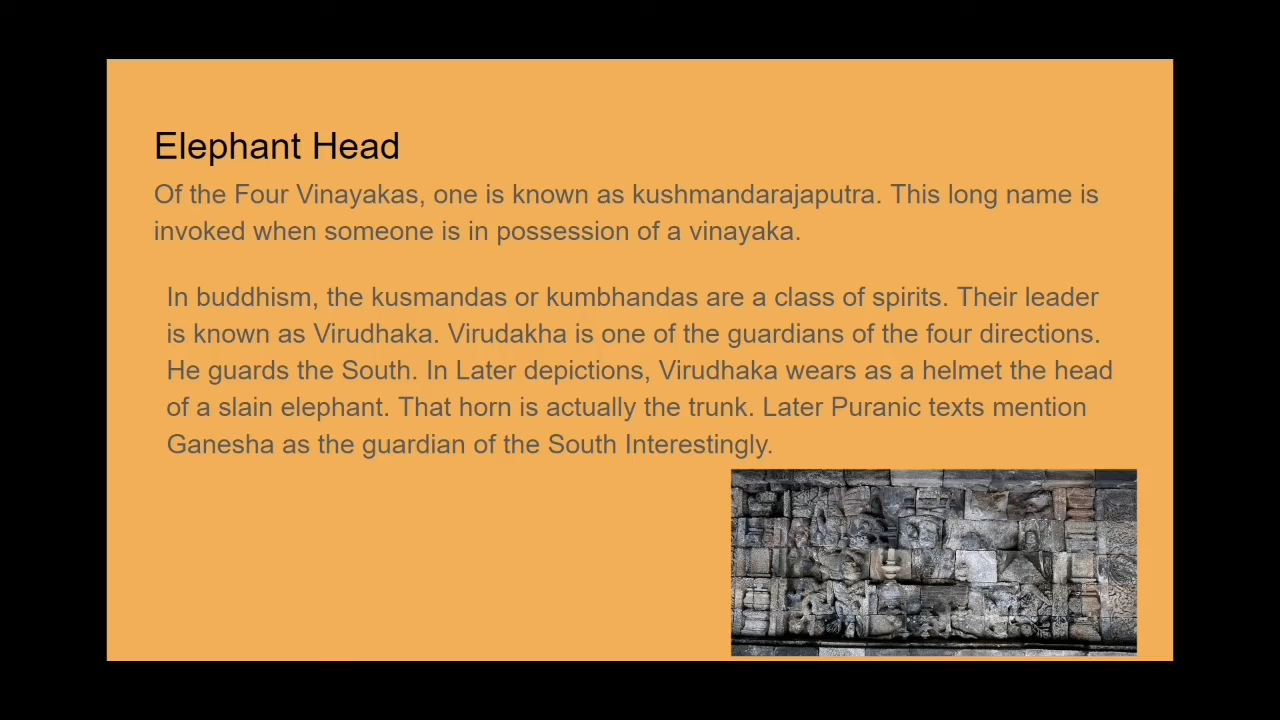 Elephant Head
Of the Four Vinayakas, one is known as kushmandarajaputra. This long name is
invoked when someone is in possession of a vinayaka.
In buddhism, the kusmandas or kumbhandas are a class of spirits. Their leader
is known as Virudhaka. Virudakha is one of the guardians of the four directions.
He guards the South. In Later depictions, Virudhaka wears as a helmet the head
of a slain elephant. That horn is actually the trunk. Later Puranic texts mention
Ganesha as the guardian of the South Interestingly.